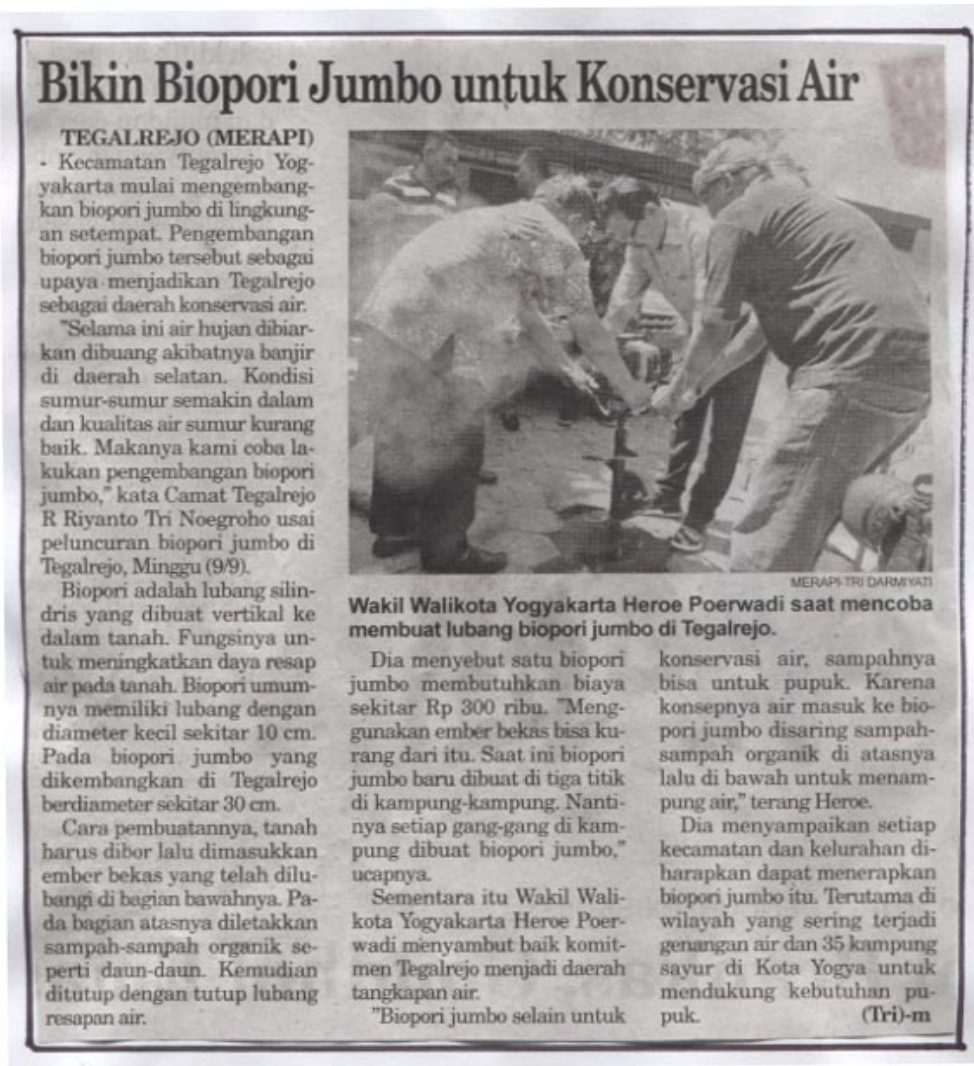 Bikin Biopori Jumbo untuk Konservasi Air
TEGALREJO (MERAPI)
- Kecamatan Tegalrejo Yog-
yakarta mulai mengembang-
kan biopori jumbo di lingkung-
an setempat. Pengembangan
biopori jumbo tersebut sebagai
upaya menjadikan Tegalrejo
sebagai daerah konservasi air.
"Selama ini air hujan dibiar-
kan dibuang akibatnya banjir
di daerah selatan. Kondisi
sumur-sumur semakin dalam
dan kualitas air sumur kurang
baik. Makanya kami coba la-
kukan pengembangan biopori
jumbo," kata Camat Tegalrejo
R Riyanto Tri Noegroho usai
peluncuran biopori jumbo di
Tegalrejo, Minggu (9/9).
Biopori adalah lubang silin-
dris yang dibuat vertikal ke
dalam tanah. Fungsinya un-
tuk meningkatkan daya resap
air pada tanah. Biopori umum-
nya memiliki lubang dengan
diameter kecil sekitar 10 cm.
Pada biopori jumbo yang
dikembangkan di Tegalrejo
berdiameter sekitar 30 cm.
Cara pembuatannya, tanah
harus dibor lalu dimasukkan
ember bekas yang telah dilu-
bangi di bagian bawahnya. Pa-
da bagian atasnya diletakkan
sampah-sampah organik se-
perti daun-daun. Kemudian
ditutup dengan tutup lubang
resapan air.
MERAPI-TRI DARMIYATI
Wakil Walikota Yogyakarta Heroe Poerwadi saat mencoba
membuat lubang biopori jumbo di Tegalrejo.
Dia menyebut satu biopori
jumbo membutuhkan biaya
sekitar Rp 300 ribu. "Meng-
gunakan ember bekas bisa ku-
rang dari itu. Saat ini biopori
jumbo baru dibuat di tiga titik
di kampung-kampung. Nanti-
nya setiap gang-gang di kam-
pung dibuat biopori jumbo,"
ucapnya.
Sementara itu Wakil Wali-
kota Yogyakarta Heroe Poer-
wadi menyambut baik komit-
men Tegalrejo menjadi daerah
tangkapan air.
"Biopori jumbo selain untuk
konservasi air, sampahnya
bisa untuk pupuk. Karena
konsepnya air masuk ke bio-
pori jumbo disaring sampah-
sampah organik di atasnya
lalu di bawah untuk menam-
pung air," terang Heroe.
Dia menyampaikan setiap
kecamatan dan kelurahan di-
harapkan dapat menerapkan
biopori jumbo itu. Terutama di
wilayah yang sering terjadi
genangan air dan 35 kampung
sayur di Kota Yogya untuk
mendukung kebutuhan pu-
puk. (Tri)-m